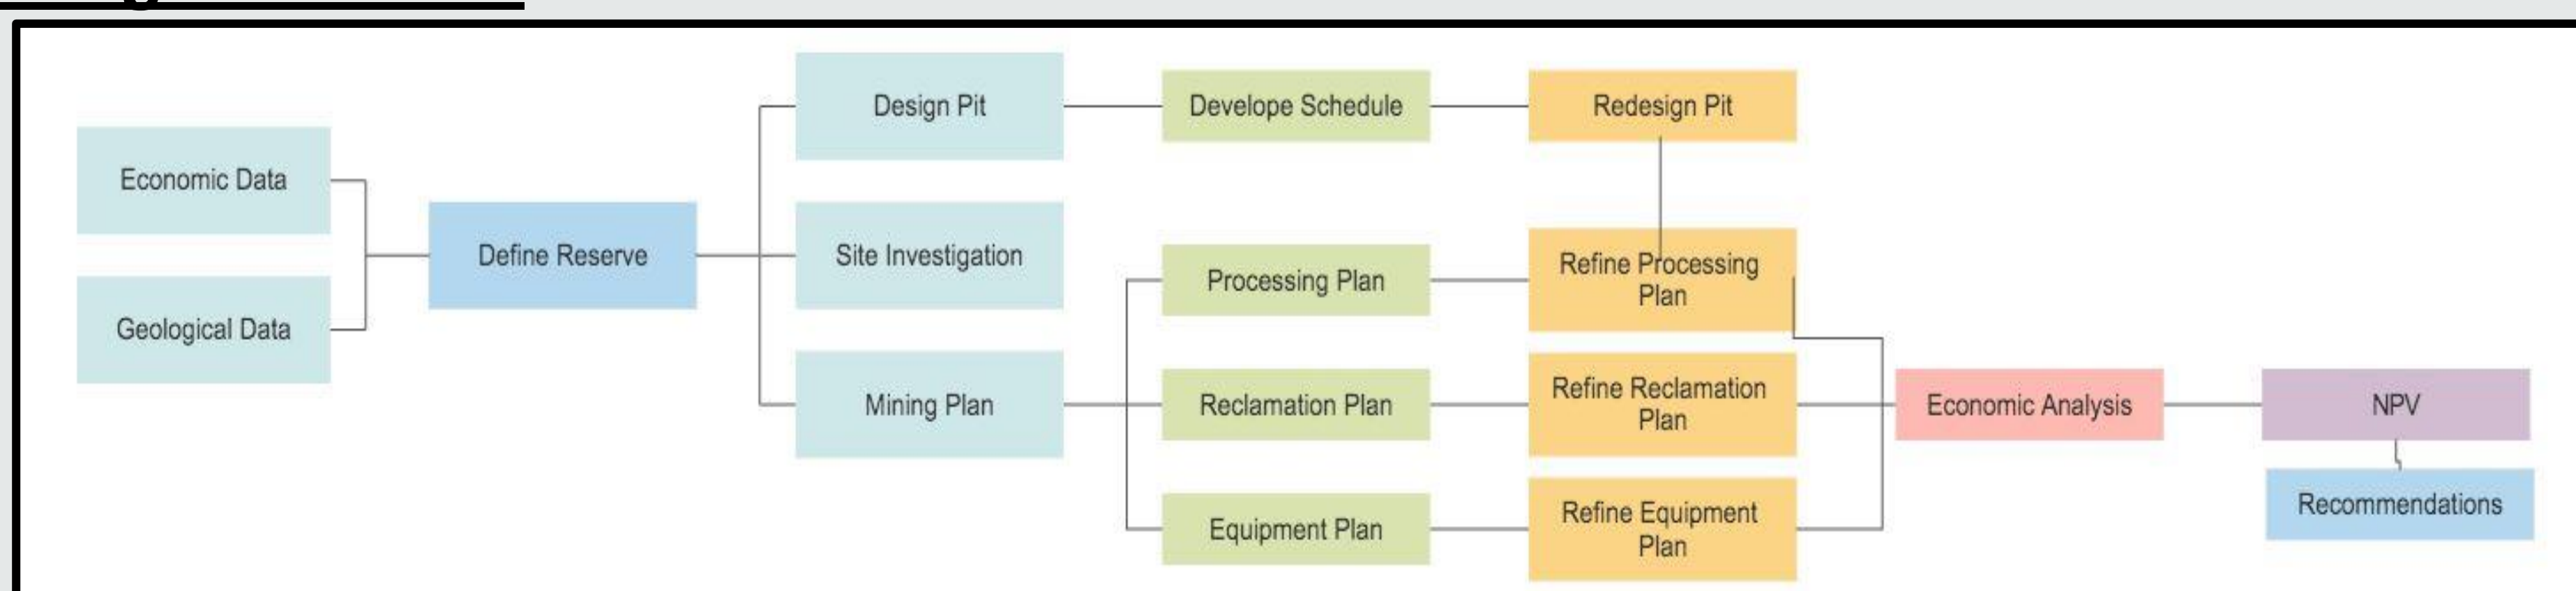 Economic Data
Geological Data
Define Reserve
Design Pit
Site Investigation
Mining Plan
Develope Schedule
Processing Plan
Reclamation Plan
Equipment Plan
Redesign Pit
Refine Processing
Plan
Refine Reclamation
Plan
Refine Equipment
Plan
Economic Analysis
NPV
Recommendations